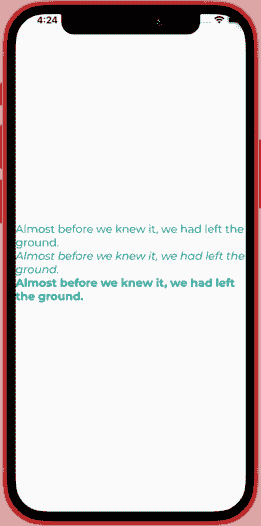 4:24
Almost before we knew it, we had left the
ground.
Almost before we knew it, we had left the
ground.
Almost before we knew it, we had left
the ground.